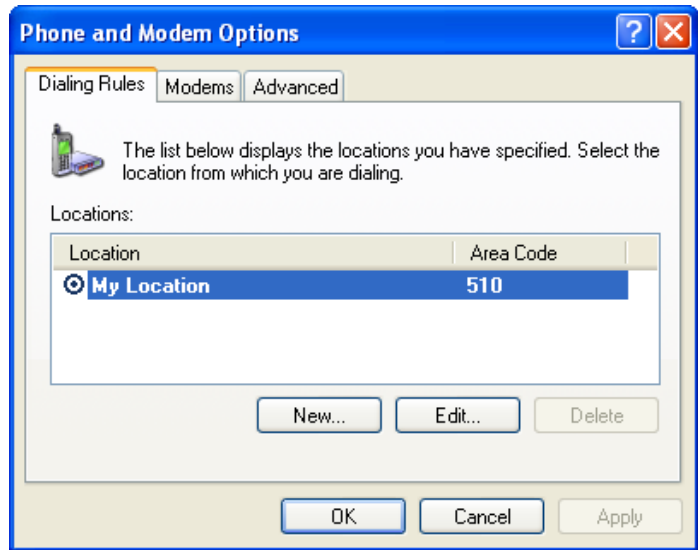 Phone and Modem Options
Dialing Rules Modems Advanced
The list below displays the locations you have specified. Select the
location from which you are dialing.
Locations:
Location Area Code
My Location 510
New... Edit... Delete
OK Cancel Apply